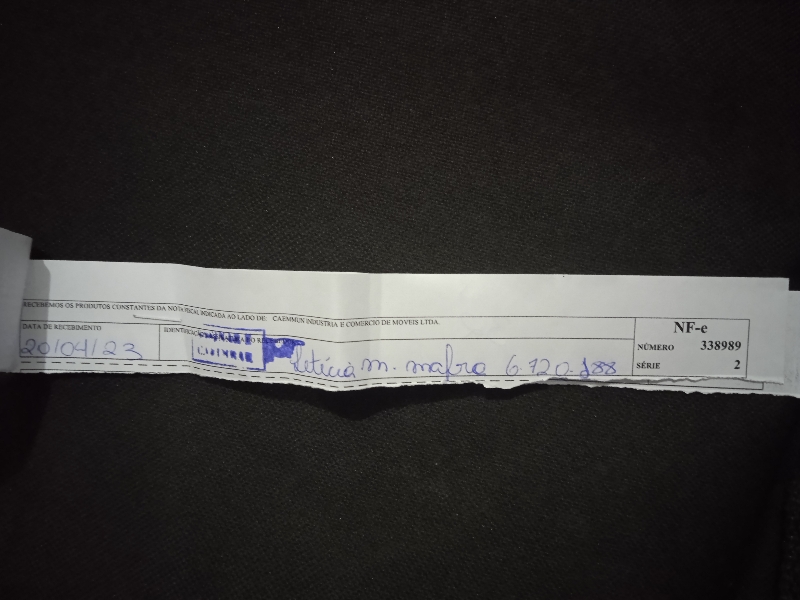 RECEBEMOS OS PRODUTOS CONSTANTES DA NOTA FISCAL INDICADA AO LADO DE: CAEMMUN INDUSTRIA E COMERCIO DE MOVEIS LTDA.
DATA DE RECEBIMENTO
20/04/23
Letícia M. Mafra 6.720.188
NF-e
NÚMERO 338989
SÉRIE 2